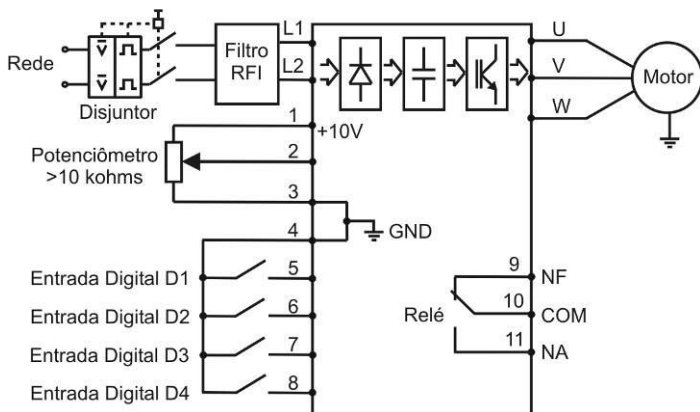 Rede
Disjuntor
Filtro
RFI
L1
L2
U
V
W
Motor
1
+10V
Potenciômetro
>10 kohms
2
3
4
GND
Entrada Digital D1
5
Entrada Digital D2
6
Entrada Digital D3
7
Entrada Digital D4
8
Relé
9
NF
10
COM
11
NA